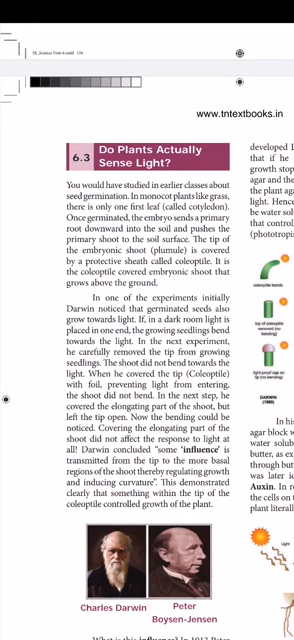 IX_Science Unit-6.indd 110
www.tntextbooks.in
6.3
Do Plants Actually
Sense Light?
You would have studied in earlier classes about
seed germination. In monocot plants like grass,
there is only one first leaf (called cotyledon).
Once germinated, the embryo sends a primary
root downward into the soil and pushes the
primary shoot to the soil surface. The tip of
the embryonic shoot (plumule) is covered
by a protective sheath called coleoptile. It is
the coleoptile covered embryonic shoot that
grows above the ground.
In one of the experiments initially
Darwin noticed that germinated seeds also
grow towards light. If, in a dark room light is
placed in one end, the growing seedlings bend
towards the light. In the next experiment,
he carefully removed the tip from growing
seedlings. The shoot did not bend towards the
light. When he covered the tip (Coleoptile)
with foil, preventing light from entering,
the shoot did not bend. In the next step, he
covered the elongating part of the shoot, but
left the tip open. Now the bending could be
noticed. Covering the elongating part of the
shoot did not affect the response to light at
all! Darwin concluded “some ‘influence’ is
transmitted from the tip to the more basal
regions of the shoot thereby regulating growth
and inducing curvature”. This demonstrated
clearly that something within the tip of the
coleoptile controlled growth of the plant.
Charles Darwin
Peter
Boysen-Jensen
What is this influence? In 1913 Peter
developed
that if he
growth stop
agar and the
the plant aga
light. Hence
be water solu
that control
(phototropis
coleoptile bends
tip of coleoptile
removed (no
bending)
light-proof cap on
tip (no bending)
DARWIN
(1880)
In his
agar block w
water solub
butter, as ex
through but
was later ic
Auxin. In r
the cells on
plant literal
Light